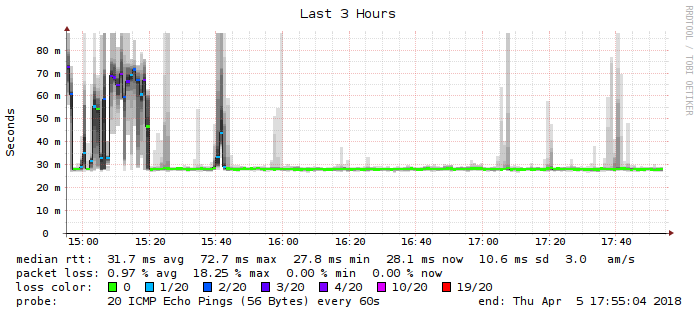 Last 3 Hours
RRDTOOL / TOBI OETIKER
Seconds
80 m
70 m
60 m
50 m
40 m
30 m
20 m
10 m
0
15:00 15:20 15:40 16:00 16:20 16:40 17:00 17:20 17:40
median rtt: 31.7 ms avg 72.7 ms max 27.8 ms min 28.1 ms now 10.6 ms sd 3.0 am/s
packet loss: 0.97 % avg 18.25 % max 0.00 % min 0.00 % now
loss color: 0 1/20 2/20 3/20 4/20 10/20 19/20
probe: 20 ICMP Echo Pings (56 Bytes) every 60s end: Thu Apr 5 17:55:04 2018